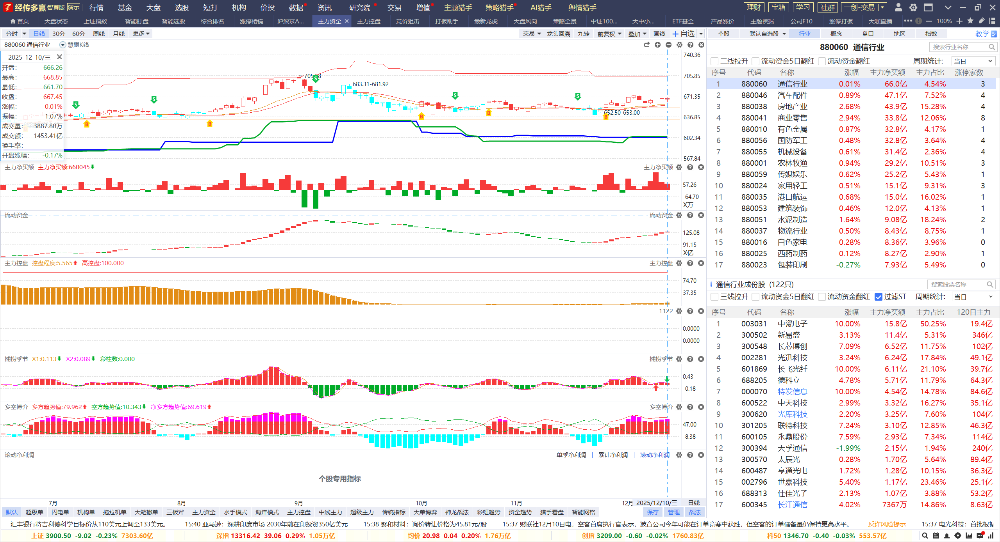 经传多赢 智尊版 演示 行情 基金 大盘 选股 短打 机构 价投 数据 资讯 研究院 交易 增值 主题猎手 策略猎手 AI猎手 舆情猎手 理财 宝箱 学习 社群 一创-交易
首页 大盘状态 上证指数 智能盯盘 智能选股 综合排名 涨停棱镜 沪深京A... 主力资金 主力控盘 竞价狙击 打板助手 最新龙虎 大盘风向 策略全景 中证100... 大中小... ETF基金 产品涨价 主题挖掘 公司F10 涨停打板 大咖直播 100%
分时 日线 30分 60分 周线 月线 更多 交易 龙头回溯 九转 前复权 叠加 画线 自选
880060 通信行业 慧眼K线
2025-12-10/三
开盘: 666.26
最高: 668.85
最低: 661.70
收盘: 667.45
涨幅: 0.01%
振幅: 1.07%
成交量: 3887.80万
成交额: 1453.41亿
换手率: -
开盘涨幅: -0.17%
705.58
683.31-681.92
652.50-653.00
740.36
705.85
671.35
636.85
602.34
567.84
主力净买额 主力净买额:660045 主力净买额
57.26
-64.70
X万
流动资金 流动资金
125.08
91.15
X亿
主力控盘 控盘程度:5.565 高控盘:100.000 主力控盘
74.70
37.35
1122
0.0000
0.0000
捕捞季节 X1:0.113 X2:0.089 彩柱数:0.000 捕捞季节
0.43
-0.18
多空博弈 多方趋势值:79.962 空方趋势值:10.343 净多方趋势值:69.619 多空博弈
47.00
-8.38
滚动净利润 单季净利润 累计净利润 滚动净利润
个股专用指标
7月 8月 9月 10月 11月 12月 2025/12/10/三 日线
默认 超级单 闪电单 机构单 拖拉机单 大笔撤单 三板斧 主力资金 水手模式 海洋模式 主力控盘 中线主力 超级主力 传统指标 大单博弈 神龙战法 彩虹趋势 资金趋势 猎手看盘 智能网格 保存 管理 战法
个股 默认自选股 行业 概念 盘口 地区 指数 教学
880060 通信行业 搜索行业名称
三线拉升 流动资金5日翻红 流动资金翻红 周期统计: 当日
序号 代码 名称 涨幅 主力净买额 主力占比 涨停家数
1 880060 通信行业 0.01% 66.0亿 4.54% 3
2 880046 汽车配件 0.89% 47.1亿 7.52% 4
3 880038 房地产业 2.68% 43.9亿 15.28% 4
4 880041 商业零售 2.94% 33.8亿 12.06% 8
5 880010 有色金属 0.87% 32.8亿 4.17% 1
6 880056 国防军工 0.48% 32.8亿 3.64% 4
7 880055 机械设备 0.61% 31.4亿 2.36% 4
8 880001 农林牧渔 0.94% 29.2亿 10.51% 3
9 880059 传媒娱乐 0.62% 25.2亿 5.43% 1
10 880024 家用轻工 0.51% 15.1亿 9.31% 3
11 880035 港口航运 0.68% 15.0亿 16.02% 1
12 880053 建筑装饰 0.46% 12.0亿 4.13% 1
13 880051 水泥制造 1.64% 9.08亿 18.24% 2
14 880037 物流行业 0.50% 8.43亿 8.75% 1
15 880016 白色家电 0.28% 8.36亿 3.96% 0
16 880025 西药制药 0.12% 8.27亿 2.90% 1
17 880023 包装印刷 -0.27% 7.93亿 5.49% 0
通信行业成份股 (122只) 搜索股票名称
三线拉升 流动资金5日翻红 流动资金翻红 过滤ST 周期统计: 当日
序号 代码 名称 涨幅 主力净买额 主力占比 120日主力
1 003031 中瓷电子 10.00% 15.8亿 50.25% 19.4亿
2 300502 新易盛 3.13% 11.4亿 5.31% 346亿
3 300548 长芯博创 7.09% 6.52亿 11.75% 102亿
4 002281 光迅科技 3.24% 6.24亿 17.84% 49.1亿
5 601869 长飞光纤 10.00% 6.11亿 21.10% 39.7亿
6 688205 德科立 4.78% 5.71亿 11.79% 64.3亿
7 000070 特发信息 10.00% 4.54亿 14.78% 84.6亿
8 600522 中天科技 2.99% 3.32亿 16.27% 35.1亿
9 300620 光库科技 2.20% 3.25亿 7.60% 104亿
10 301205 联特科技 7.24% 3.10亿 12.85% 46.3亿
11 600105 永鼎股份 7.59% 2.93亿 7.34% 114亿
12 300394 天孚通信 -1.99% 2.15亿 1.94% 240亿
13 300570 太辰光 0.28% 1.70亿 5.64% 89.4亿
14 600487 亨通光电 1.72% 1.28亿 10.15% 36.3亿
15 002796 世嘉科技 5.40% 1.17亿 23.46% 25.1亿
16 688313 仕佳光子 2.13% 1.07亿 3.88% 53.2亿
17 600345 长江通信 4.02% 7367万 14.86% 8.63亿
汇丰银行将吉利德科学目标价从110美元上调至133美元。 15:40 亚马逊：深耕印度市场 2030年前在印投资350亿美元 15:38 聚和材料：询价转让价格为45.81元/股 15:37 财联社12月10日电，空客首席执行官表示，波音公司今年可能在订单竞赛中获胜，但空客的订单储备量仍保持更高水平。 反诈风险提示 15:37 电光科技：首批根据
上证 3900.50 -9.02 -0.23% 7303.60亿 深指 13316.42 39.06 0.29% 1.05万亿 均价 20.98 0.04 0.20% 1.76万亿 创指 3209.00 -0.60 -0.02% 1760.83亿 科50 1346.70 -0.40 -0.03% 553.57亿